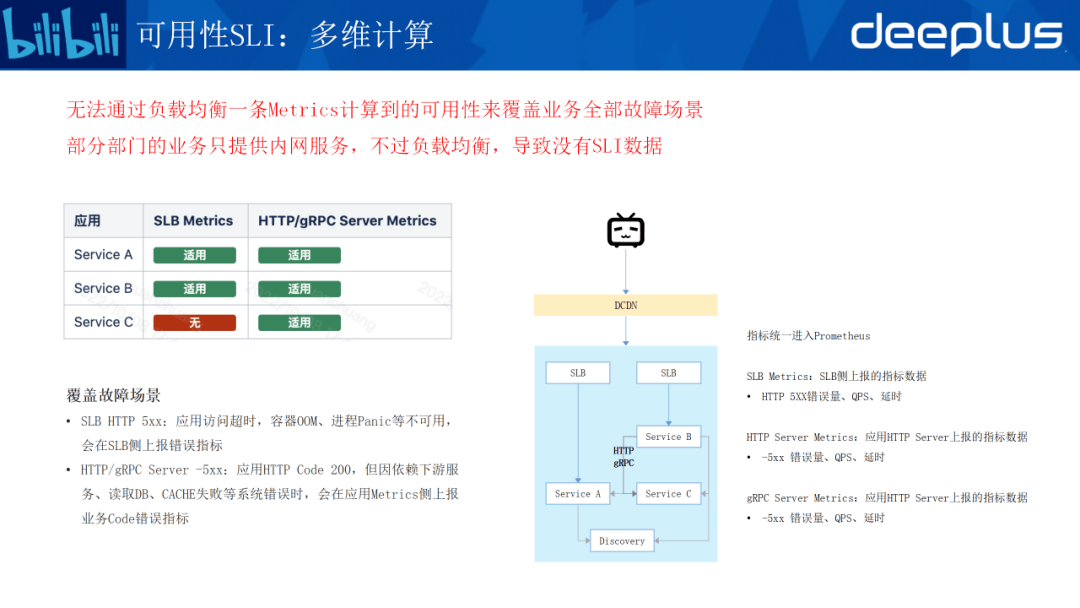 bilibili
可用性SLI：多维计算
deeplus
无法通过负载均衡一条Metrics计算到的可用性来覆盖业务全部故障场景
部分部门的业务只提供内网服务，不过负载均衡，导致没有SLI数据
应用 SLB Metrics HTTP/gRPC Server Metrics
Service A 适用 适用
Service B 适用 适用
Service C 无 适用
覆盖故障场景
• SLB HTTP 5xx：应用访问超时，容器OOM、进程Panic等不可用，
会在SLB侧上报错误指标
• HTTP/gRPC Server -5xx：应用HTTP Code 200，但因依赖下游服
务、读取DB、CACHE失败等系统错误时，会在应用Metrics侧上报
业务Code错误指标
DCDN
SLB SLB
Service B
HTTP
gRPC
Service A Service C
Discovery
指标统一进入Prometheus
SLB Metrics：SLB侧上报的指标数据
• HTTP 5XX错误量、QPS、延时
HTTP Server Metrics：应用HTTP Server上报的指标数据
• -5xx 错误量、QPS、延时
gRPC Server Metrics：应用HTTP Server上报的指标数据
• -5xx 错误量、QPS、延时